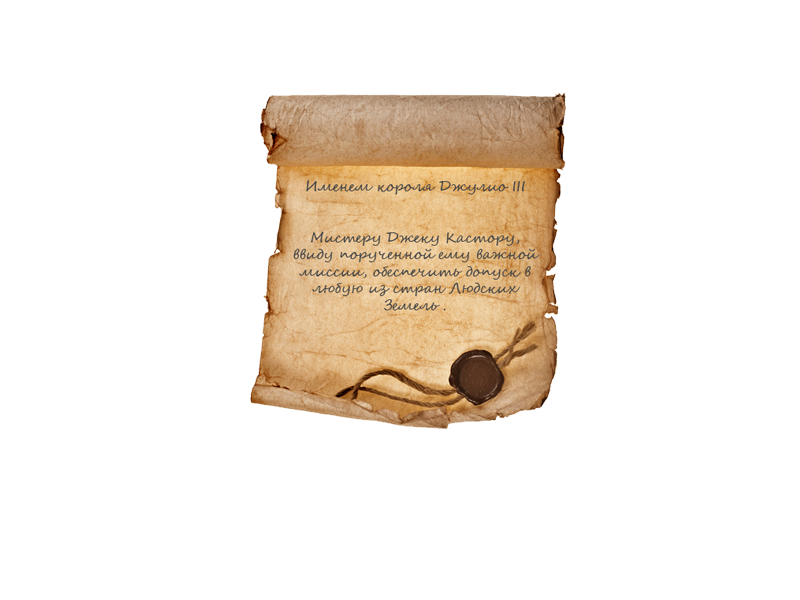 Именем короля Джулио III
Мистеру Джеку Кастору,
ввиду порученной ему важной
миссии, обеспечить допуск в
любую из стран Людских
Земель .